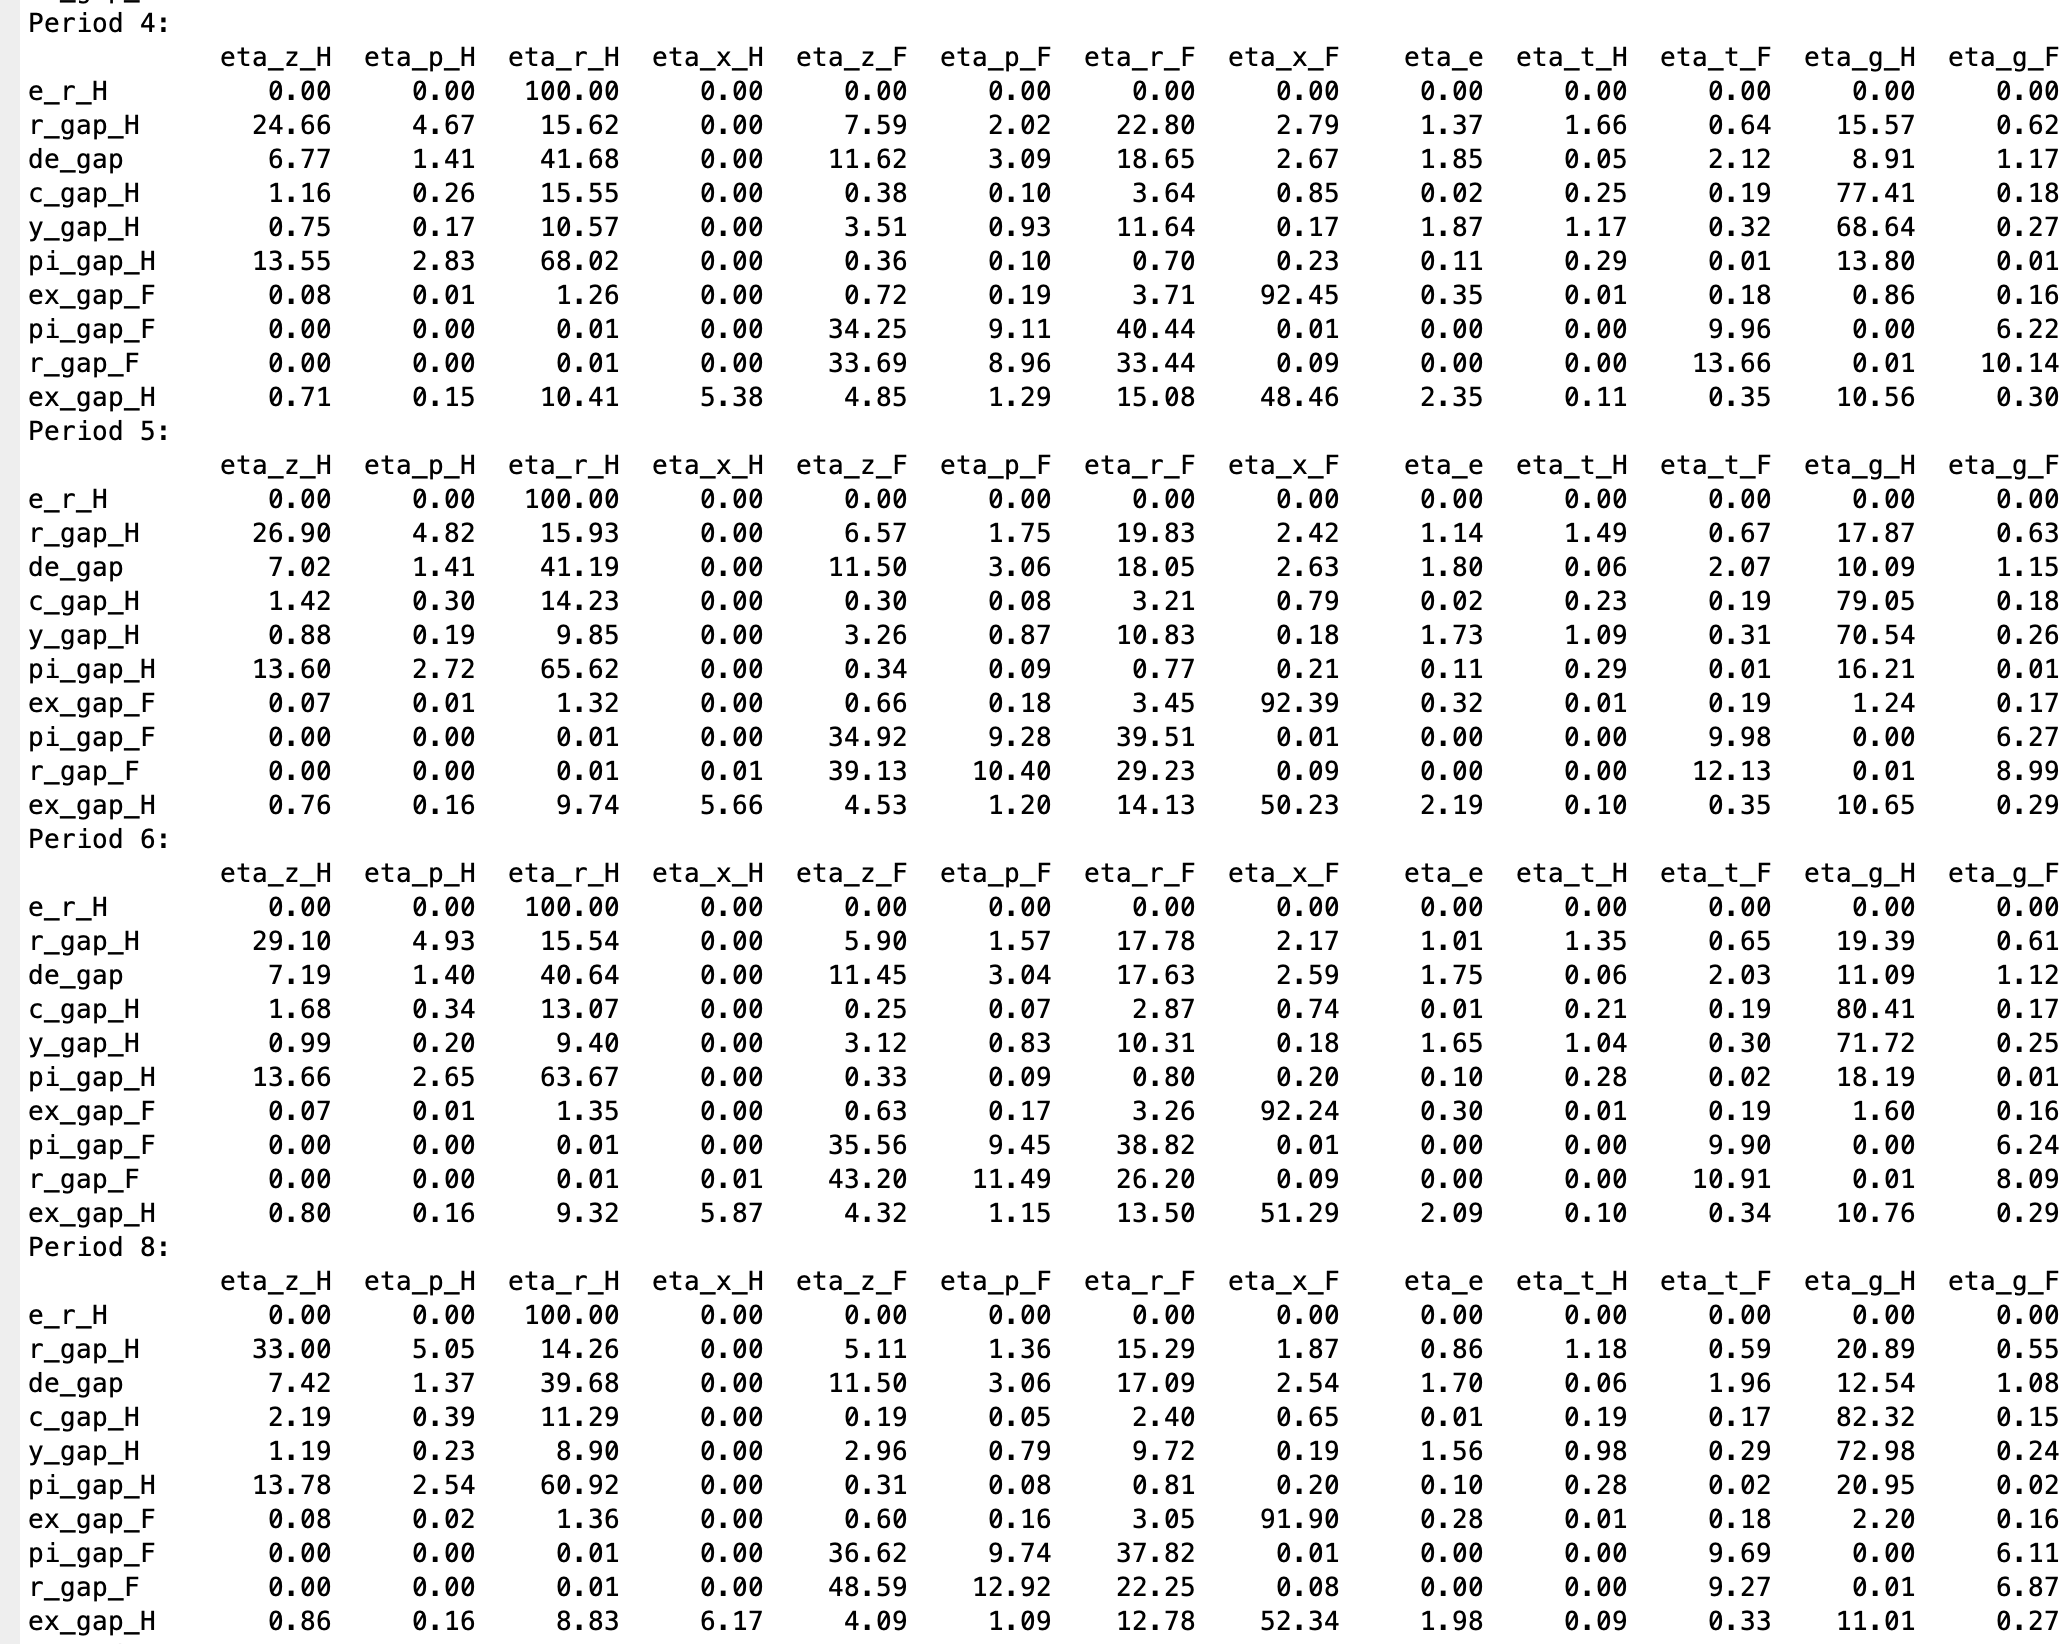 Period 4:
eta_z_H eta_p_H eta_r_H eta_x_H eta_z_F eta_p_F eta_r_F eta_x_F eta_e eta_t_H eta_t_F eta_g_H eta_g_F
e_r_H 0.00 0.00 100.00 0.00 0.00 0.00 0.00 0.00 0.00 0.00 0.00 0.00 0.00
r_gap_H 24.66 4.67 15.62 0.00 7.59 2.02 22.80 2.79 1.37 1.66 0.64 15.57 0.62
de_gap 6.77 1.41 41.68 0.00 11.62 3.09 18.65 2.67 1.85 0.05 2.12 8.91 1.17
c_gap_H 1.16 0.26 15.55 0.00 0.38 0.10 3.64 0.85 0.02 0.25 0.19 77.41 0.18
y_gap_H 0.75 0.17 10.57 0.00 3.51 0.93 11.64 0.17 1.87 1.17 0.32 68.64 0.27
pi_gap_H 13.55 2.83 68.02 0.00 0.36 0.10 0.70 0.23 0.11 0.29 0.01 13.80 0.01
ex_gap_F 0.08 0.01 1.26 0.00 0.72 0.19 3.71 92.45 0.35 0.01 0.18 0.86 0.16
pi_gap_F 0.00 0.00 0.01 0.00 34.25 9.11 40.44 0.01 0.00 0.00 9.96 0.00 6.22
r_gap_F 0.00 0.00 0.01 0.00 33.69 8.96 33.44 0.09 0.00 0.00 13.66 0.01 10.14
ex_gap_H 0.71 0.15 10.41 5.38 4.85 1.29 15.08 48.46 2.35 0.11 0.35 10.56 0.30
Period 5:
eta_z_H eta_p_H eta_r_H eta_x_H eta_z_F eta_p_F eta_r_F eta_x_F eta_e eta_t_H eta_t_F eta_g_H eta_g_F
e_r_H 0.00 0.00 100.00 0.00 0.00 0.00 0.00 0.00 0.00 0.00 0.00 0.00 0.00
r_gap_H 26.90 4.82 15.93 0.00 6.57 1.75 19.83 2.42 1.14 1.49 0.67 17.87 0.63
de_gap 7.02 1.41 41.19 0.00 11.50 3.06 18.05 2.63 1.80 0.06 2.07 10.09 1.15
c_gap_H 1.42 0.30 14.23 0.00 0.30 0.08 3.21 0.79 0.02 0.23 0.19 79.05 0.18
y_gap_H 0.88 0.19 9.85 0.00 3.26 0.87 10.83 0.18 1.73 1.09 0.31 70.54 0.26
pi_gap_H 13.60 2.72 65.62 0.00 0.34 0.09 0.77 0.21 0.11 0.29 0.01 16.21 0.01
ex_gap_F 0.07 0.01 1.32 0.00 0.66 0.18 3.45 92.39 0.32 0.01 0.19 1.24 0.17
pi_gap_F 0.00 0.00 0.01 0.00 34.92 9.28 39.51 0.01 0.00 0.00 9.98 0.00 6.27
r_gap_F 0.00 0.00 0.01 0.01 39.13 10.40 29.23 0.09 0.00 0.00 12.13 0.01 8.99
ex_gap_H 0.76 0.16 9.74 5.66 4.53 1.20 14.13 50.23 2.19 0.10 0.35 10.65 0.29
Period 6:
eta_z_H eta_p_H eta_r_H eta_x_H eta_z_F eta_p_F eta_r_F eta_x_F eta_e eta_t_H eta_t_F eta_g_H eta_g_F
e_r_H 0.00 0.00 100.00 0.00 0.00 0.00 0.00 0.00 0.00 0.00 0.00 0.00 0.00
r_gap_H 29.10 4.93 15.54 0.00 5.90 1.57 17.78 2.17 1.01 1.35 0.65 19.39 0.61
de_gap 7.19 1.40 40.64 0.00 11.45 3.04 17.63 2.59 1.75 0.06 2.03 11.09 1.12
c_gap_H 1.68 0.34 13.07 0.00 0.25 0.07 2.87 0.74 0.01 0.21 0.19 80.41 0.17
y_gap_H 0.99 0.20 9.40 0.00 3.12 0.83 10.31 0.18 1.65 1.04 0.30 71.72 0.25
pi_gap_H 13.66 2.65 63.67 0.00 0.33 0.09 0.80 0.20 0.10 0.28 0.02 18.19 0.01
ex_gap_F 0.07 0.01 1.35 0.00 0.63 0.17 3.26 92.24 0.30 0.01 0.19 1.60 0.16
pi_gap_F 0.00 0.00 0.01 0.00 35.56 9.45 38.82 0.01 0.00 0.00 9.90 0.00 6.24
r_gap_F 0.00 0.00 0.01 0.01 43.20 11.49 26.20 0.09 0.00 0.00 10.91 0.01 8.09
ex_gap_H 0.80 0.16 9.32 5.87 4.32 1.15 13.50 51.29 2.09 0.10 0.34 10.76 0.29
Period 8:
eta_z_H eta_p_H eta_r_H eta_x_H eta_z_F eta_p_F eta_r_F eta_x_F eta_e eta_t_H eta_t_F eta_g_H eta_g_F
e_r_H 0.00 0.00 100.00 0.00 0.00 0.00 0.00 0.00 0.00 0.00 0.00 0.00 0.00
r_gap_H 33.00 5.05 14.26 0.00 5.11 1.36 15.29 1.87 0.86 1.18 0.59 20.89 0.55
de_gap 7.42 1.37 39.68 0.00 11.50 3.06 17.09 2.54 1.70 0.06 1.96 12.54 1.08
c_gap_H 2.19 0.39 11.29 0.00 0.19 0.05 2.40 0.65 0.01 0.19 0.17 82.32 0.15
y_gap_H 1.19 0.23 8.90 0.00 2.96 0.79 9.72 0.19 1.56 0.98 0.29 72.98 0.24
pi_gap_H 13.78 2.54 60.92 0.00 0.31 0.08 0.81 0.20 0.10 0.28 0.02 20.95 0.02
ex_gap_F 0.08 0.02 1.36 0.00 0.60 0.16 3.05 91.90 0.28 0.01 0.18 2.20 0.16
pi_gap_F 0.00 0.00 0.01 0.00 36.62 9.74 37.82 0.01 0.00 0.00 9.69 0.00 6.11
r_gap_F 0.00 0.00 0.01 0.00 48.59 12.92 22.25 0.08 0.00 0.00 9.27 0.01 6.87
ex_gap_H 0.86 0.16 8.83 6.17 4.09 1.09 12.78 52.34 1.98 0.09 0.33 11.01 0.27